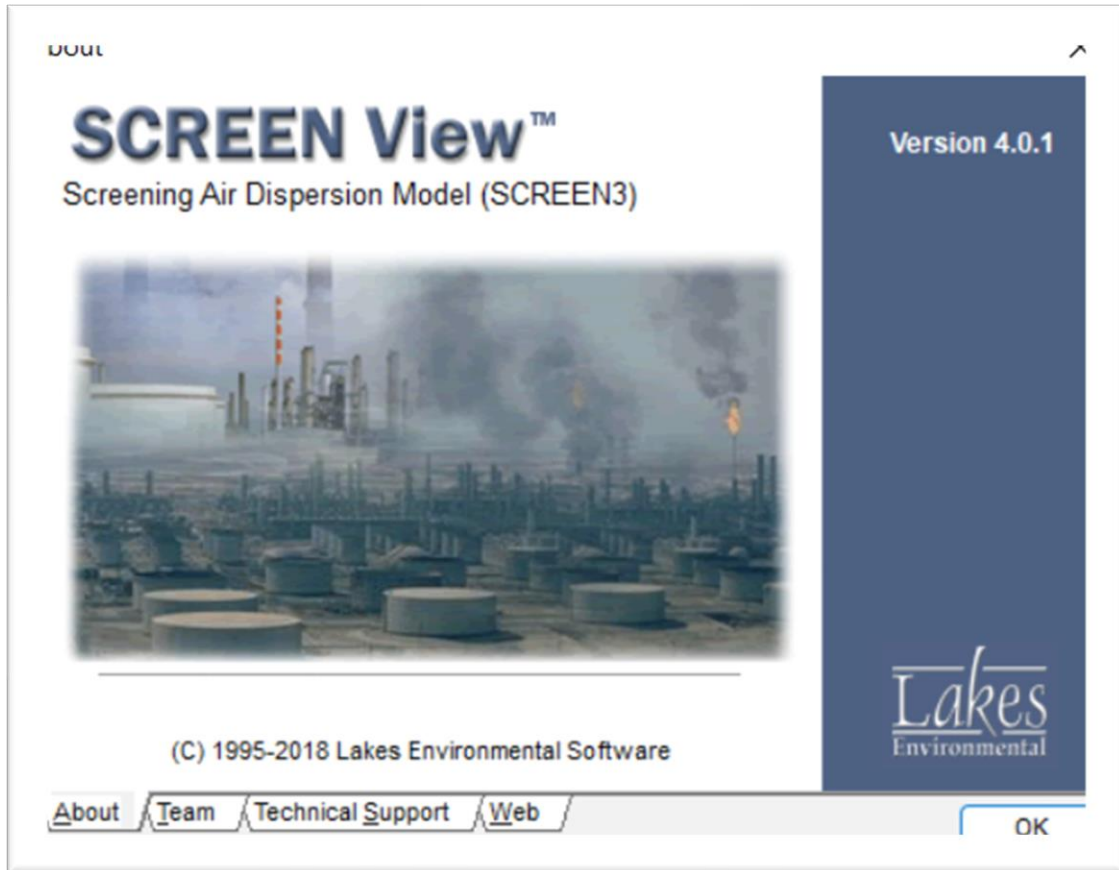 bout
SCREEN View™
Screening Air Dispersion Model (SCREEN3)
Version 4.0.1
Lakes
Environmental
(C) 1995-2018 Lakes Environmental Software
About Team Technical Support Web
OK